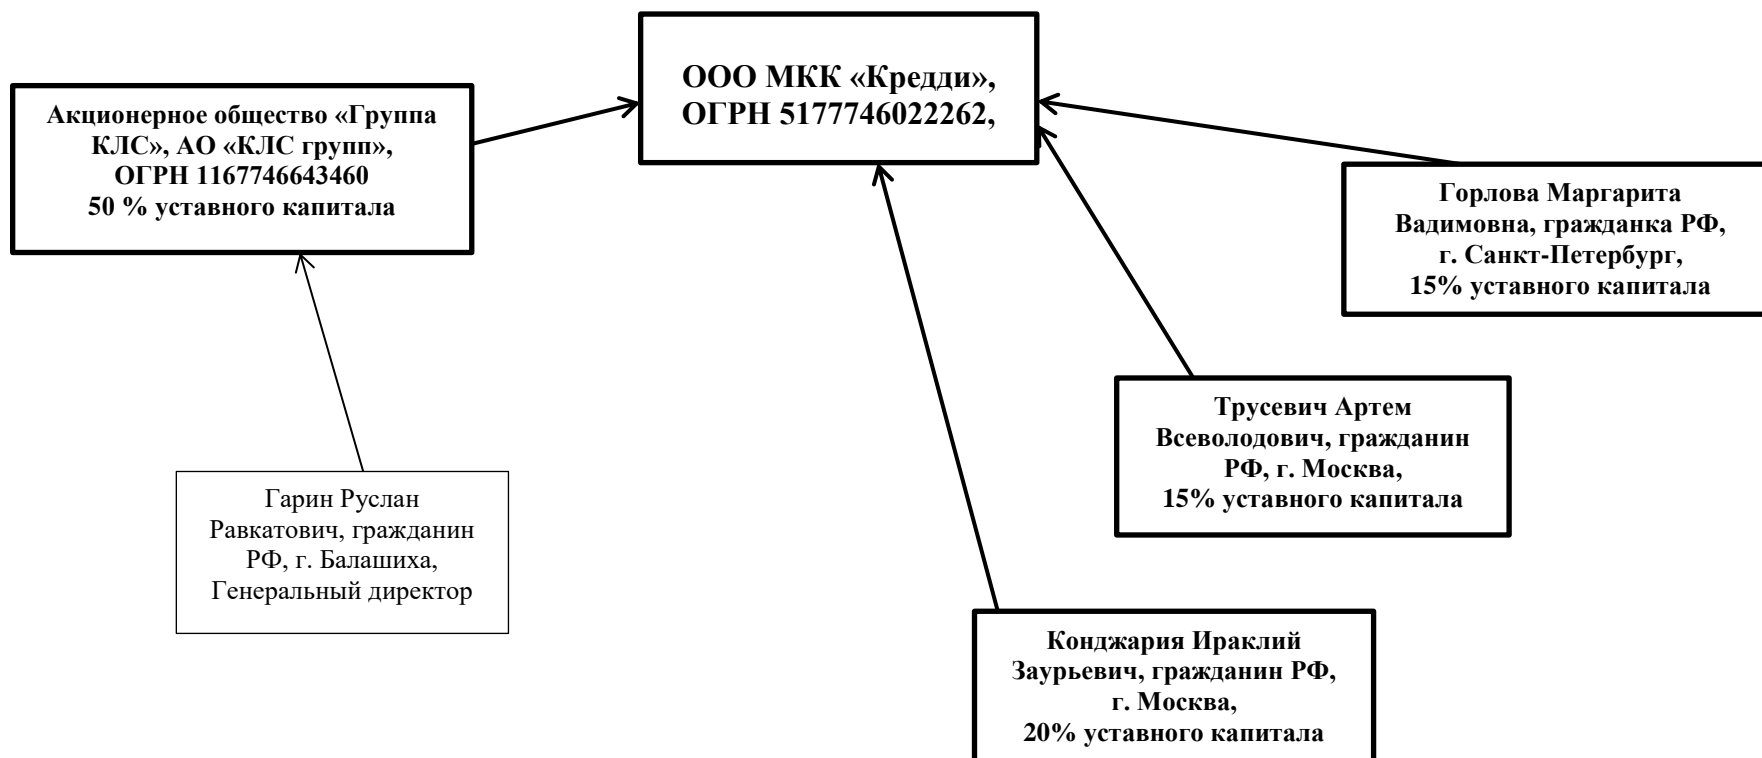 ООО МКК «Кредди»,
ОГРН 5177746022262,
Акционерное общество «Группа
КЛС», АО «КЛС групп»,
ОГРН 1167746643460
50 % уставного капитала
Горлова Маргарита
Вадимовна, гражданка РФ,
г. Санкт-Петербург,
15% уставного капитала
Трусевич Артем
Всеволодович, гражданин
РФ, г. Москва,
15% уставного капитала
Гарин Руслан
Равкатович, гражданин
РФ, г. Балашиха,
Генеральный директор
Конджария Ираклий
Заурьевич, гражданин РФ,
г. Москва,
20% уставного капитала